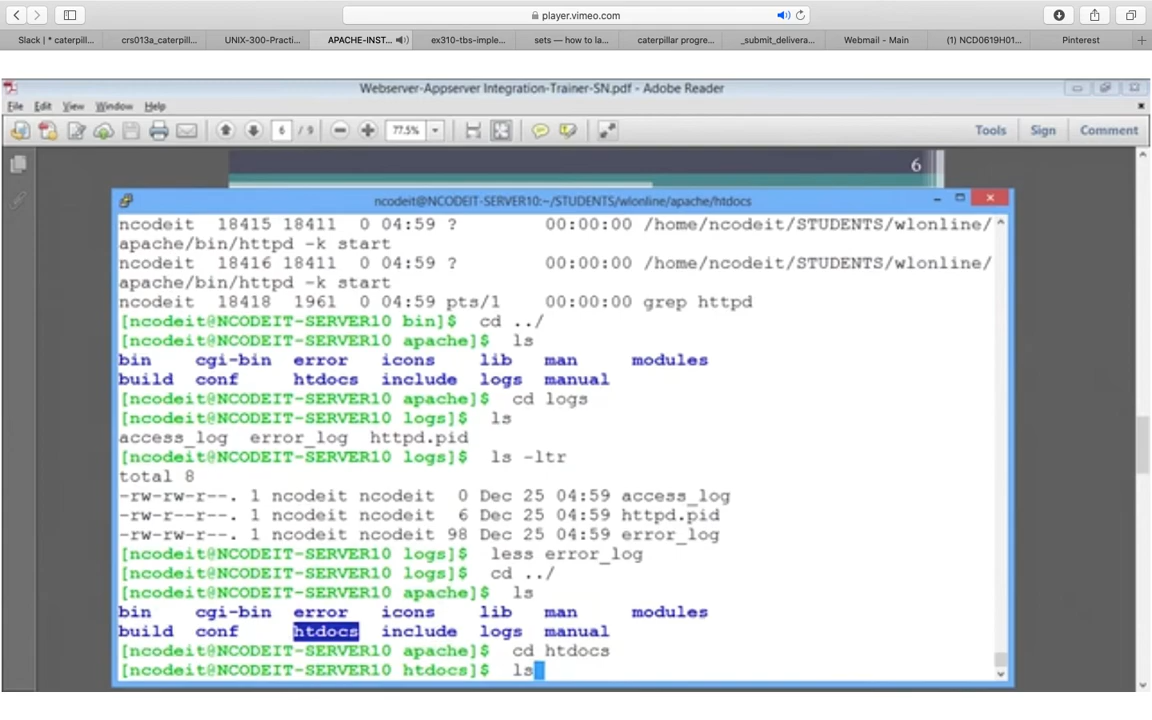 player.vimeo.com
Slack | * caterpill... crs013a_caterpill... UNIX-300-Practi... APACHE-INST... ex310-tbs-imple... sets — how to la... caterpillar progre... _submit_delivera... Webmail - Main (1) NCD0619H01... Pinterest
Webserver-Appserver Integration-Trainer-SN.pdf - Adobe Reader
File Edit View Window Help
6 / 9 77.5% Tools Sign Comment
6
ncodeit@NCODEIT-SERVER10:~/STUDENTS/wlonline/apache/htdocs
ncodeit 18415 18411 0 04:59 ? 00:00:00 /home/ncodeit/STUDENTS/wlonline/
apache/bin/httpd -k start
ncodeit 18416 18411 0 04:59 ? 00:00:00 /home/ncodeit/STUDENTS/wlonline/
apache/bin/httpd -k start
ncodeit 18418 1961 0 04:59 pts/1 00:00:00 grep httpd
[ncodeit@NCODEIT-SERVER10 bin]$ cd ../
[ncodeit@NCODEIT-SERVER10 apache]$ ls
bin cgi-bin error icons lib man modules
build conf htdocs include logs manual
[ncodeit@NCODEIT-SERVER10 apache]$ cd logs
[ncodeit@NCODEIT-SERVER10 logs]$ ls
access_log error_log httpd.pid
[ncodeit@NCODEIT-SERVER10 logs]$ ls -ltr
total 8
-rw-rw-r--. 1 ncodeit ncodeit 0 Dec 25 04:59 access_log
-rw-r--r--. 1 ncodeit ncodeit 6 Dec 25 04:59 httpd.pid
-rw-rw-r--. 1 ncodeit ncodeit 98 Dec 25 04:59 error_log
[ncodeit@NCODEIT-SERVER10 logs]$ less error_log
[ncodeit@NCODEIT-SERVER10 logs]$ cd ../
[ncodeit@NCODEIT-SERVER10 apache]$ ls
bin cgi-bin error icons lib man modules
build conf htdocs include logs manual
[ncodeit@NCODEIT-SERVER10 apache]$ cd htdocs
[ncodeit@NCODEIT-SERVER10 htdocs]$ ls